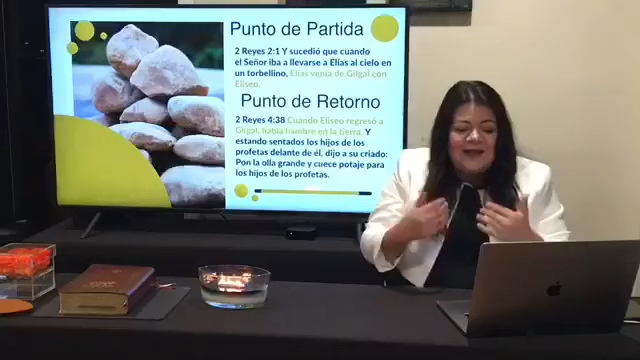 Punto de Partida
2 Reyes 2:1 Y sucedió que cuando
el Señor iba a llevarse a Elías al cielo en
un torbellino, Elías venía de Gilgal con
Eliseo.
Punto de Retorno
2 Reyes 4:38 Cuando Eliseo regresó a
Gilgal, había hambre en la tierra. Y
estando sentados los hijos de los
profetas delante de él, dijo a su criado:
Pon la olla grande y cuece potaje para
los hijos de los profetas.